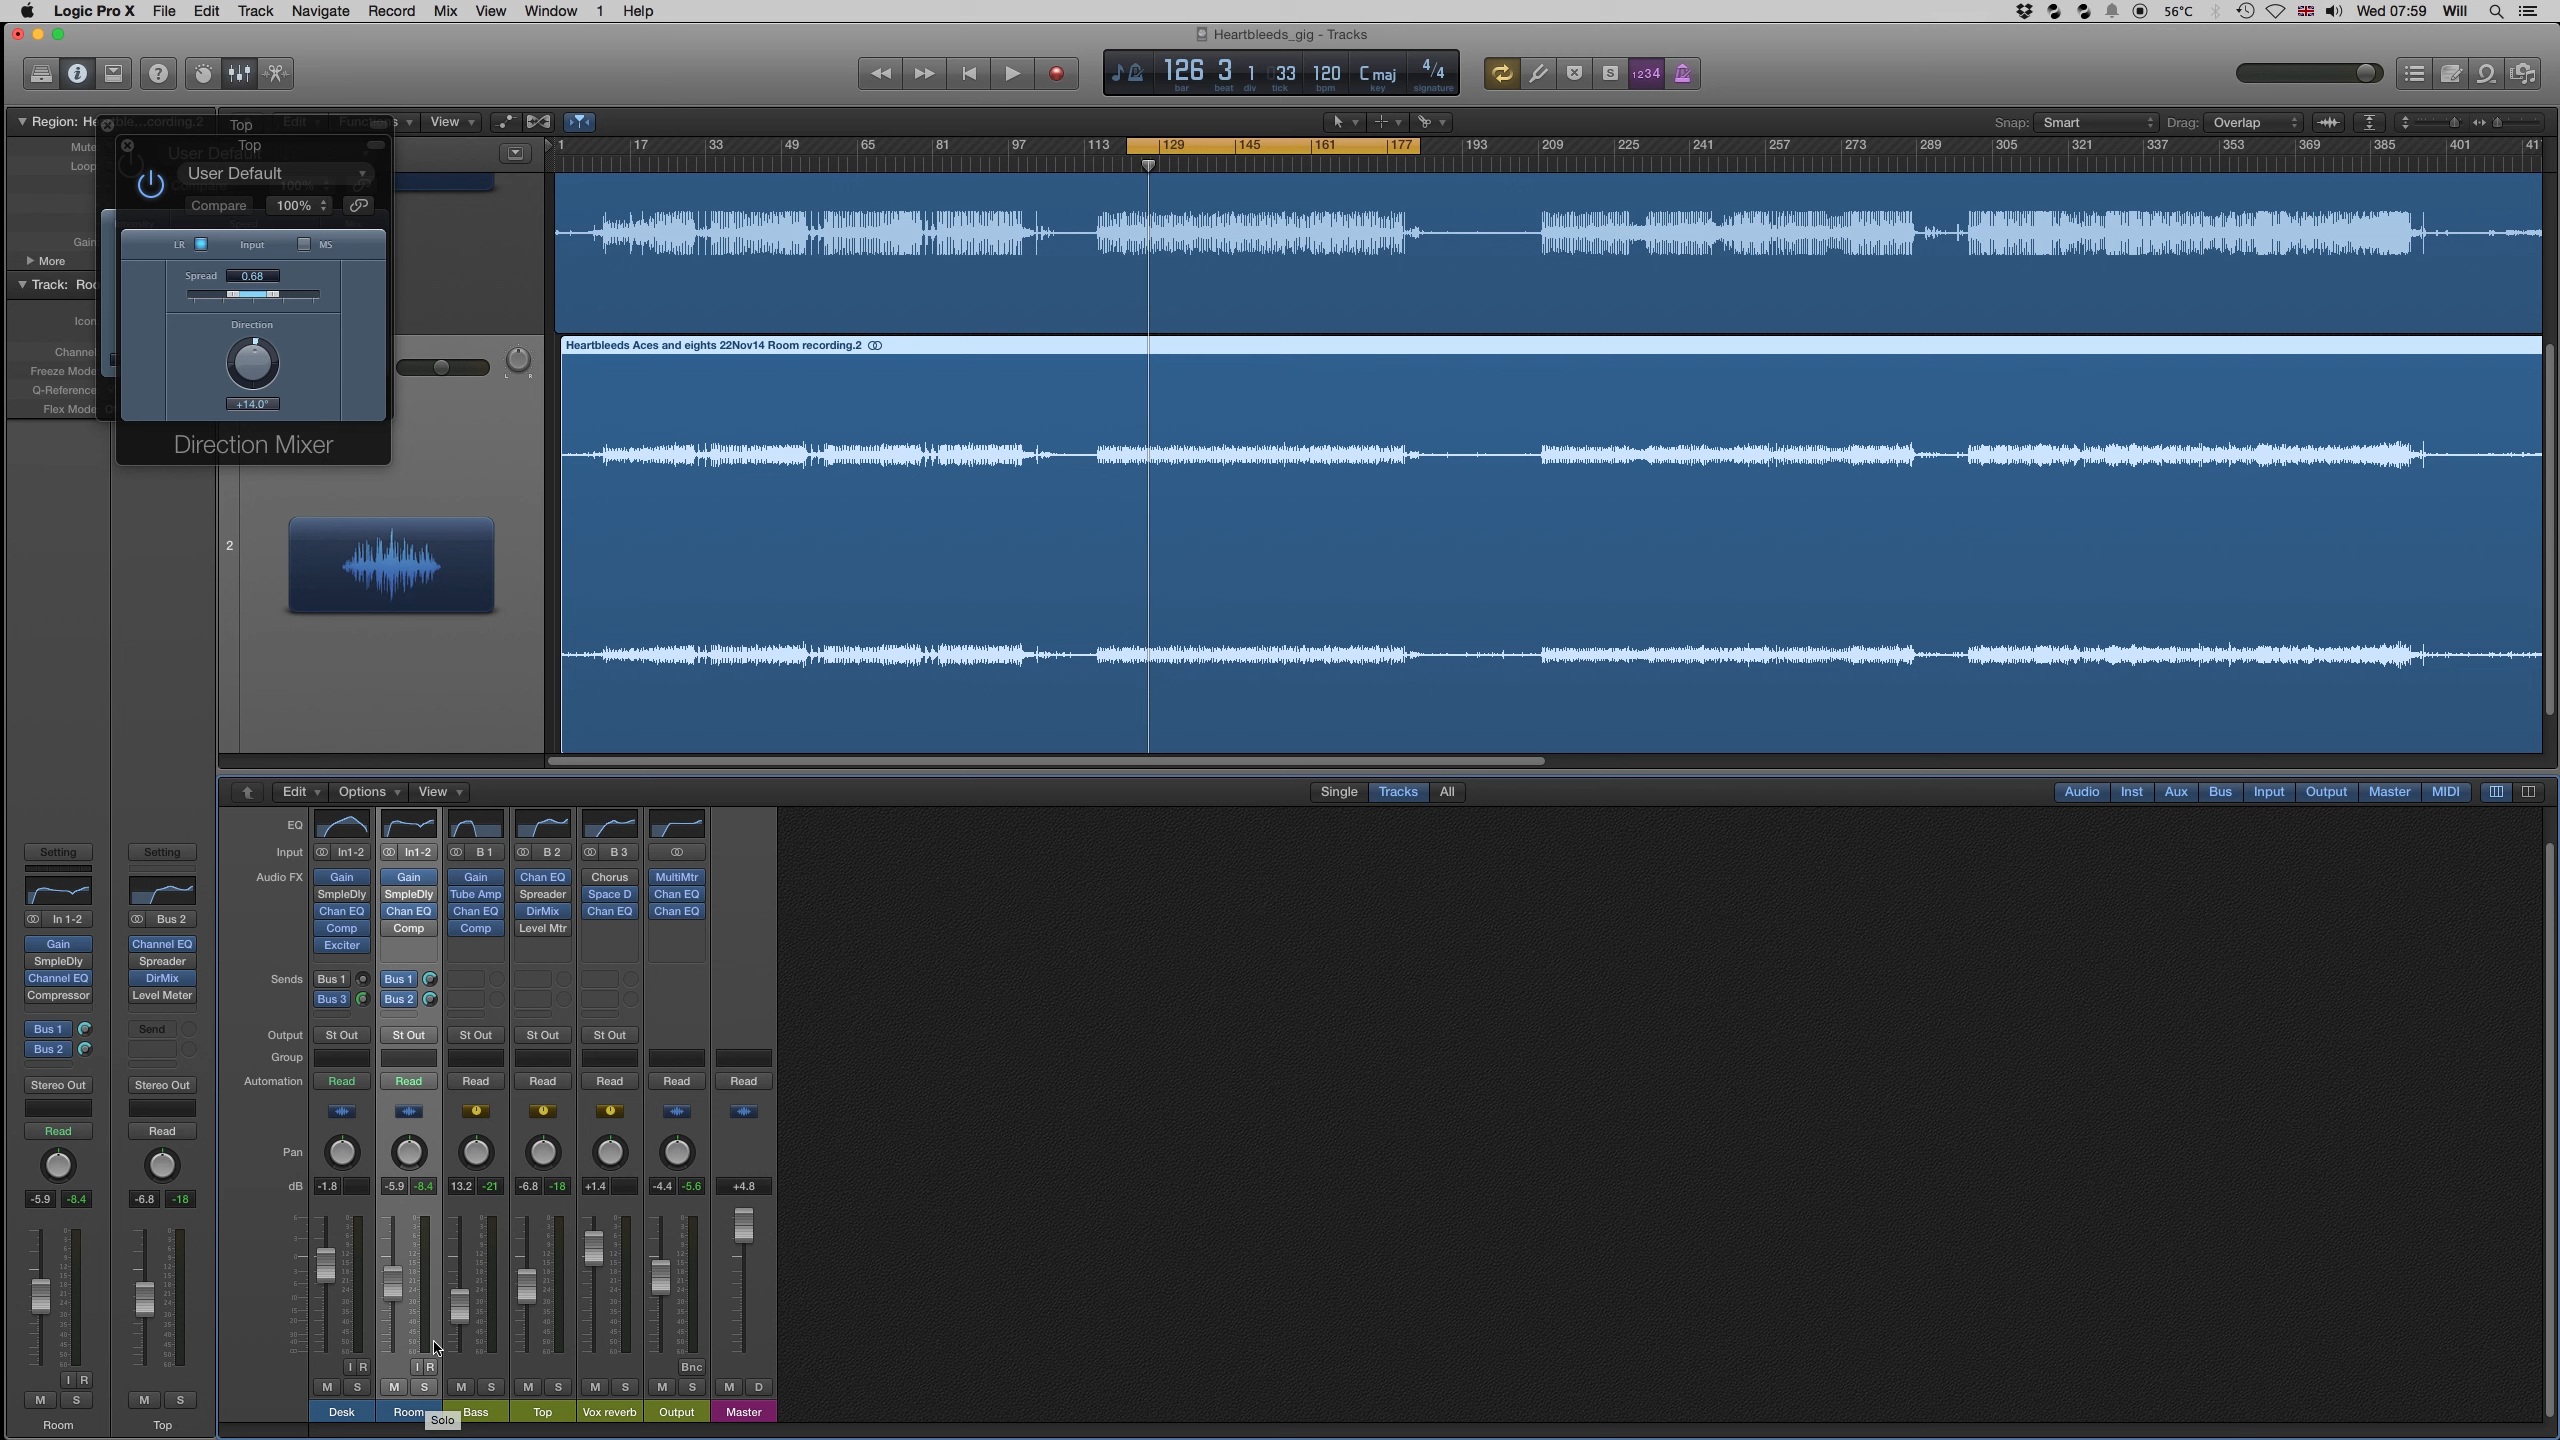 Logic Pro X File Edit Track Navigate Record Mix View Window 1 Help 56°C Wed 07:59 Will
Heartbleeds_gig - Tracks
126 3 1 33 120 C maj 4/4
bar beat div tick bpm key signature
S 1234
Region: He ble...cording.2 Edit Functions View Snap: Smart Drag: Overlap
Top
Top
Mute
Loop
User Default
Compare 100%
Gain
More
Track: Roo
Icon
Channel
Freeze Mode
Q-Reference
Flex Mode
LR Input MS
Spread 0.68
Direction
+14.0°
Direction Mixer
1 17 33 49 65 81 97 113 129 145 161 177 193 209 225 241 257 273 289 305 321 337 353 369 385 401 41
L R
Heartbleeds Aces and eights 22Nov14 Room recording.2
2
Edit Options View Single Tracks All Audio Inst Aux Bus Input Output Master MIDI
EQ
Input In1-2 In1-2 B 1 B 2 B 3
Audio FX Gain Gain Gain Chan EQ Chorus MultiMtr
SmpleDly SmpleDly Tube Amp Spreader Space D Chan EQ
Chan EQ Chan EQ Chan EQ DirMix Chan EQ Chan EQ
Comp Comp Comp Level Mtr
Exciter
Sends Bus 1 Bus 1
Bus 3 Bus 2
Output St Out St Out St Out St Out St Out
Group
Automation Read Read Read Read Read Read Read
Pan
dB -1.8 -5.9 -8.4 13.2 -21 -6.8 -18 +1.4 -4.4 -5.6 +4.8
I R I R Bnc
M S M S M S M S M S M S M D
Desk Room Bass Top Vox reverb Output Master
Solo
Setting Setting
In 1-2 Bus 2
Gain Channel EQ
SmpleDly Spreader
Channel EQ DirMix
Compressor Level Meter
Bus 1 Send
Bus 2
Stereo Out Stereo Out
Read Read
-5.9 -8.4 -6.8 -18
I R
M S M S
Room Top